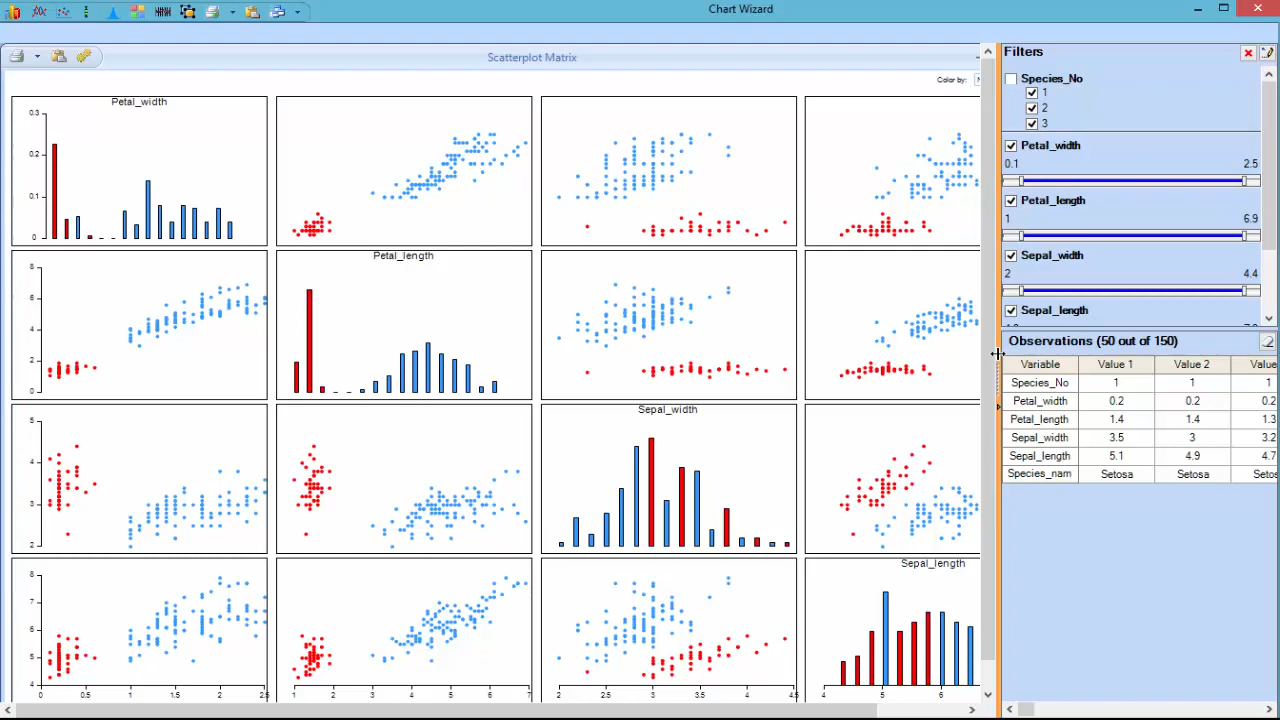 Chart Wizard
Scatterplot Matrix
Color by:
Petal_width
0.3
0.2
0.1
0
Petal_length
8
6
4
2
0
Sepal_width
5
4
3
2
Sepal_length
8
7
6
5
4
0 0.5 1 1.5 2 2.5
1 2 3 4 5 6 7
2 2.5 3 3.5 4 4.5
4 5 6
Filters
Species_No
1
2
3
Petal_width
0.1 2.5
Petal_length
1 6.9
Sepal_width
2 4.4
Sepal_length
Observations (50 out of 150)
Variable Value 1 Value 2 Value
Species_No 1 1 1
Petal_width 0.2 0.2 0.2
Petal_length 1.4 1.4 1.3
Sepal_width 3.5 3 3.2
Sepal_length 5.1 4.9 4.7
Species_nam Setosa Setosa Setos